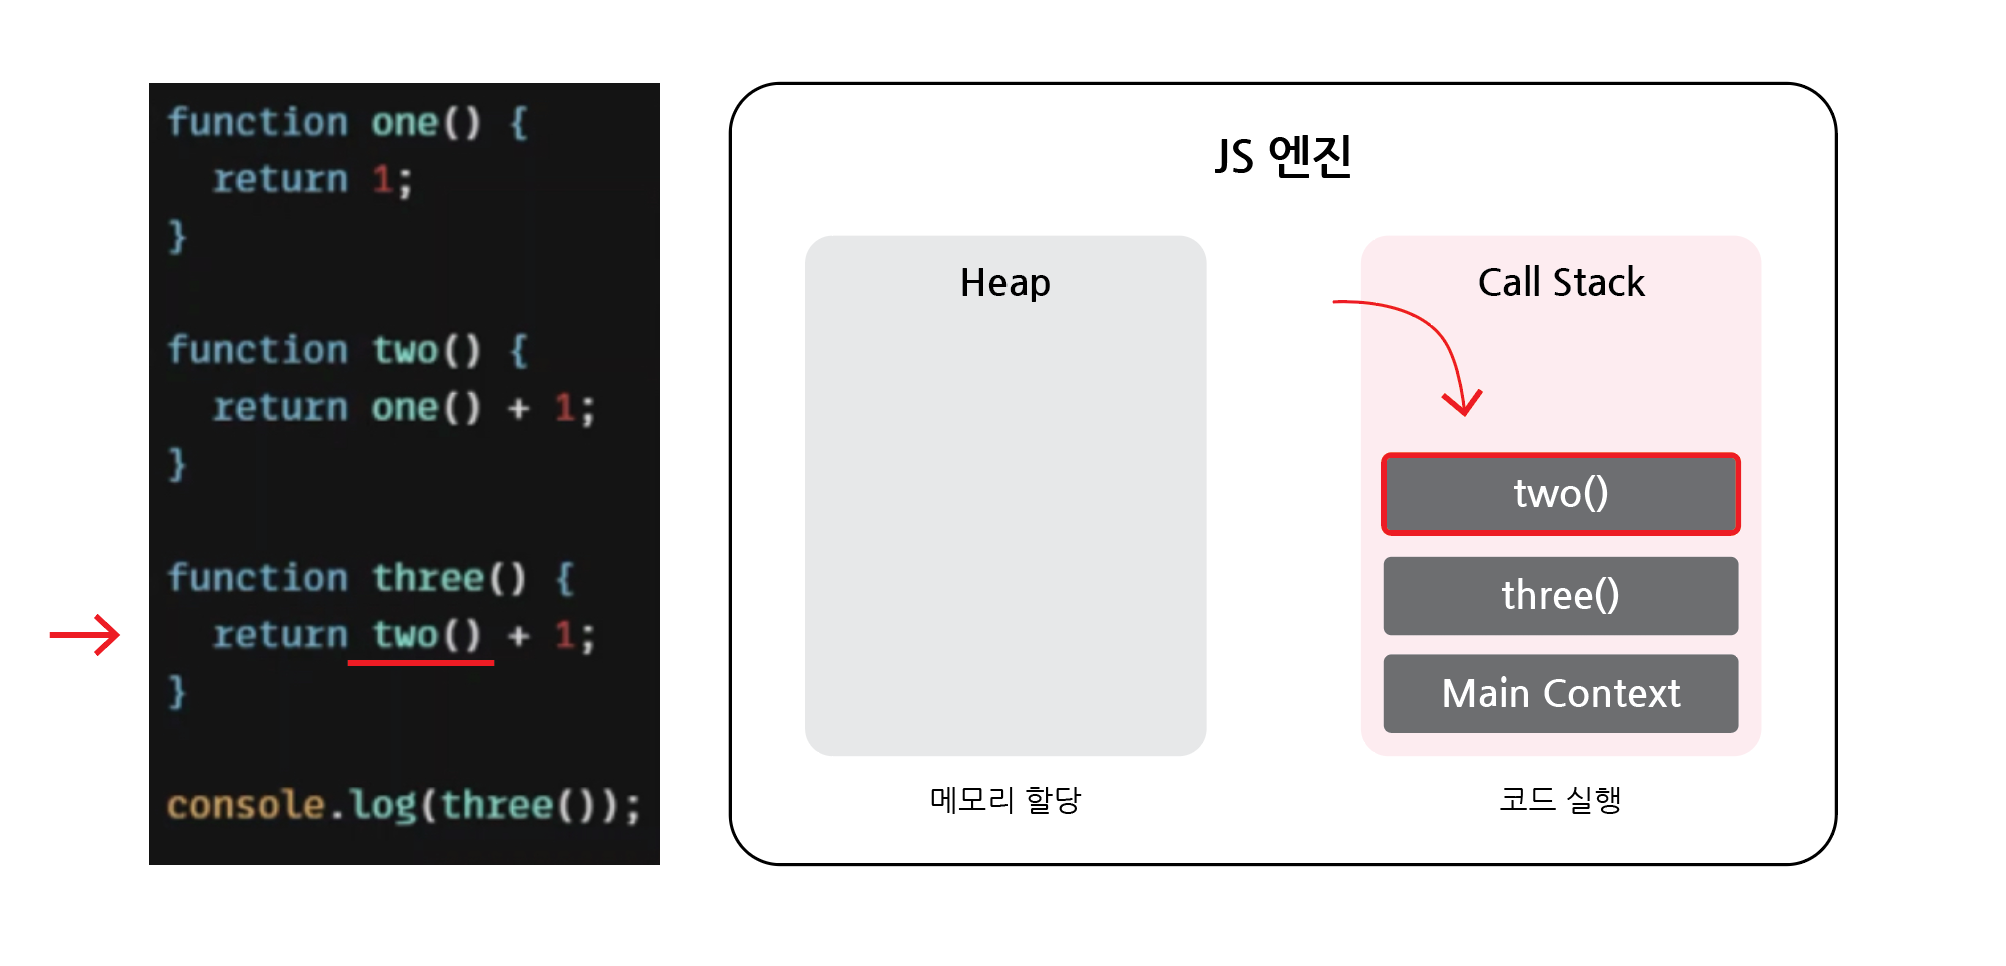 function one() {
  return 1;
}
function two() {
  return one() + 1;
}
function three() {
  return two() + 1;
}
console.log(three());
JS 엔진
Heap
메모리 할당
Call Stack
two()
three()
Main Context
코드 실행